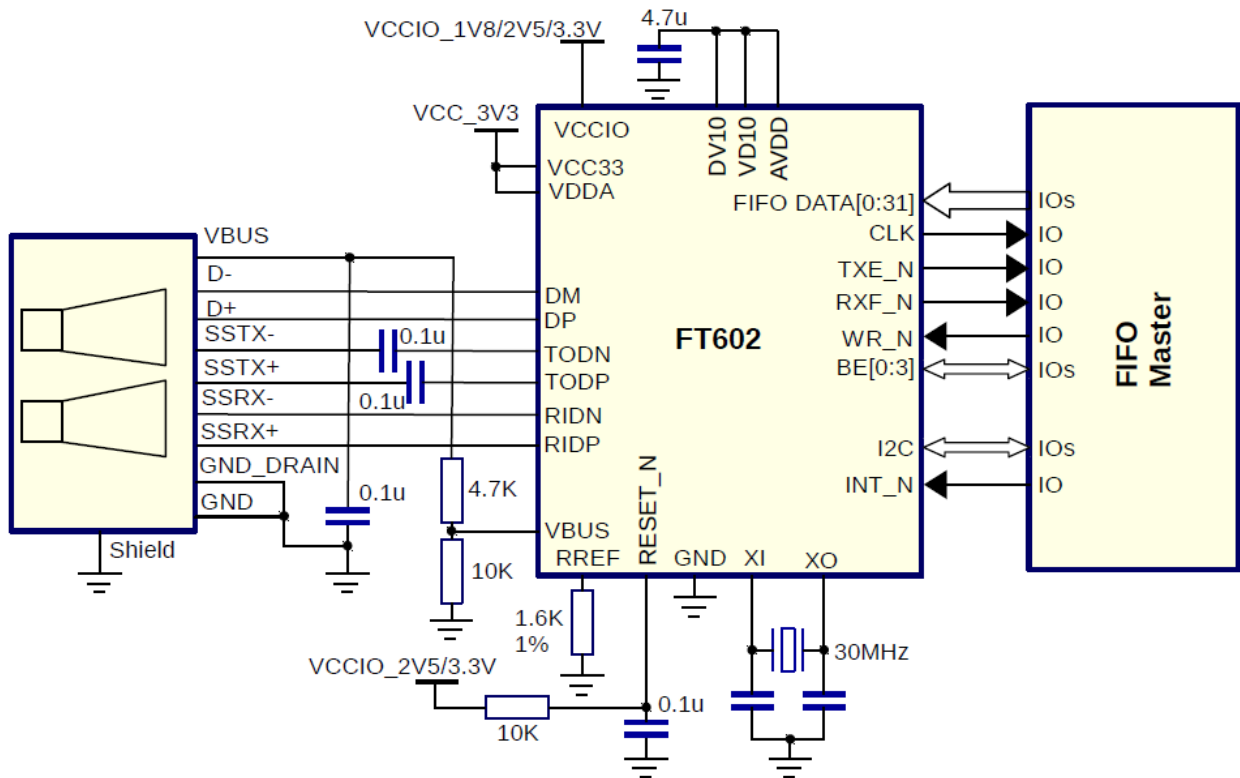 4.7u
VCCIO_1V8/2V5/3.3V
VCC_3V3
VCCIO
VCC33
VDDA
DV10
VD10
AVDD
FIFO DATA[0:31]
CLK
TXE_N
RXF_N
WR_N
BE[0:3]
I2C
INT_N
IOs
IO
IO
IO
IO
IOs
IOs
IO
FIFO
Master
FT602
VBUS
D-
D+
SSTX-
SSTX+
SSRX-
SSRX+
GND_DRAIN
GND
Shield
0.1u
0.1u
0.1u
DM
DP
TODN
TODP
RIDN
RIDP
4.7K
VBUS
10K
RREF
RESET_N
GND
XI
XO
1.6K
1%
30MHz
VCCIO_2V5/3.3V
10K
0.1u